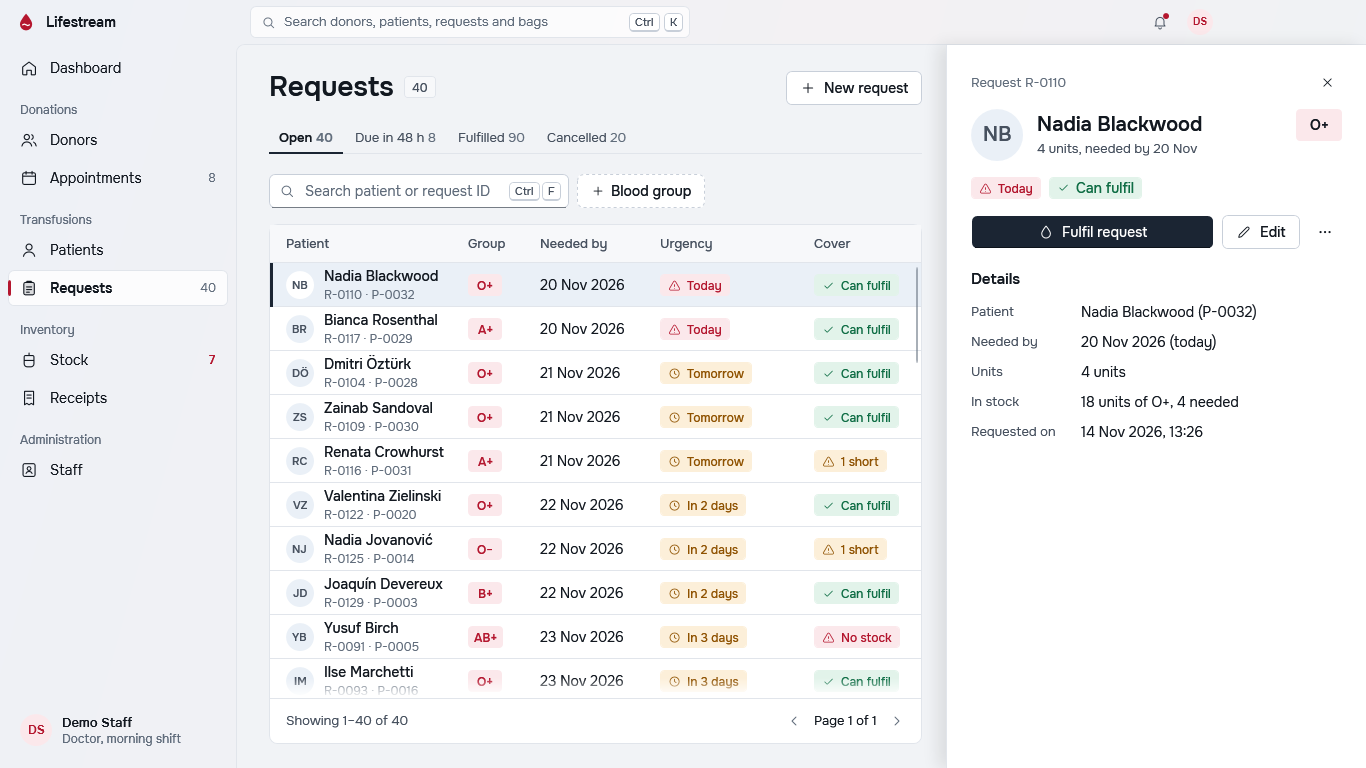 Lifestream
Search donors, patients, requests and bags
Ctrl K
DS
Dashboard
Donations
Donors
Appointments 8
Transfusions
Patients
Requests 40
Inventory
Stock 7
Receipts
Administration
Staff
DS
Demo Staff
Doctor, morning shift
Requests 40
New request
Open 40 Due in 48 h 8 Fulfilled 90 Cancelled 20
Search patient or request ID Ctrl F
Blood group
Patient Group Needed by Urgency Cover
NB Nadia Blackwood O+ 20 Nov 2026 Today Can fulfil
R-0110 · P-0032
BR Bianca Rosenthal A+ 20 Nov 2026 Today Can fulfil
R-0117 · P-0029
DÖ Dmitri Öztürk O+ 21 Nov 2026 Tomorrow Can fulfil
R-0104 · P-0028
ZS Zainab Sandoval O+ 21 Nov 2026 Tomorrow Can fulfil
R-0109 · P-0030
RC Renata Crowhurst A+ 21 Nov 2026 Tomorrow 1 short
R-0116 · P-0031
VZ Valentina Zielinski O+ 22 Nov 2026 In 2 days Can fulfil
R-0122 · P-0020
NJ Nadia Jovanović O− 22 Nov 2026 In 2 days 1 short
R-0125 · P-0014
JD Joaquín Devereux B+ 22 Nov 2026 In 2 days Can fulfil
R-0129 · P-0003
YB Yusuf Birch AB+ 23 Nov 2026 In 3 days No stock
R-0091 · P-0005
IM Ilse Marchetti O+ 23 Nov 2026 In 3 days Can fulfil
R-0093 · P-0016
Showing 1–40 of 40
Page 1 of 1
Request R-0110
NB
Nadia Blackwood
O+
4 units, needed by 20 Nov
Today Can fulfil
Fulfil request
Edit
Details
Patient Nadia Blackwood (P-0032)
Needed by 20 Nov 2026 (today)
Units 4 units
In stock 18 units of O+, 4 needed
Requested on 14 Nov 2026, 13:26